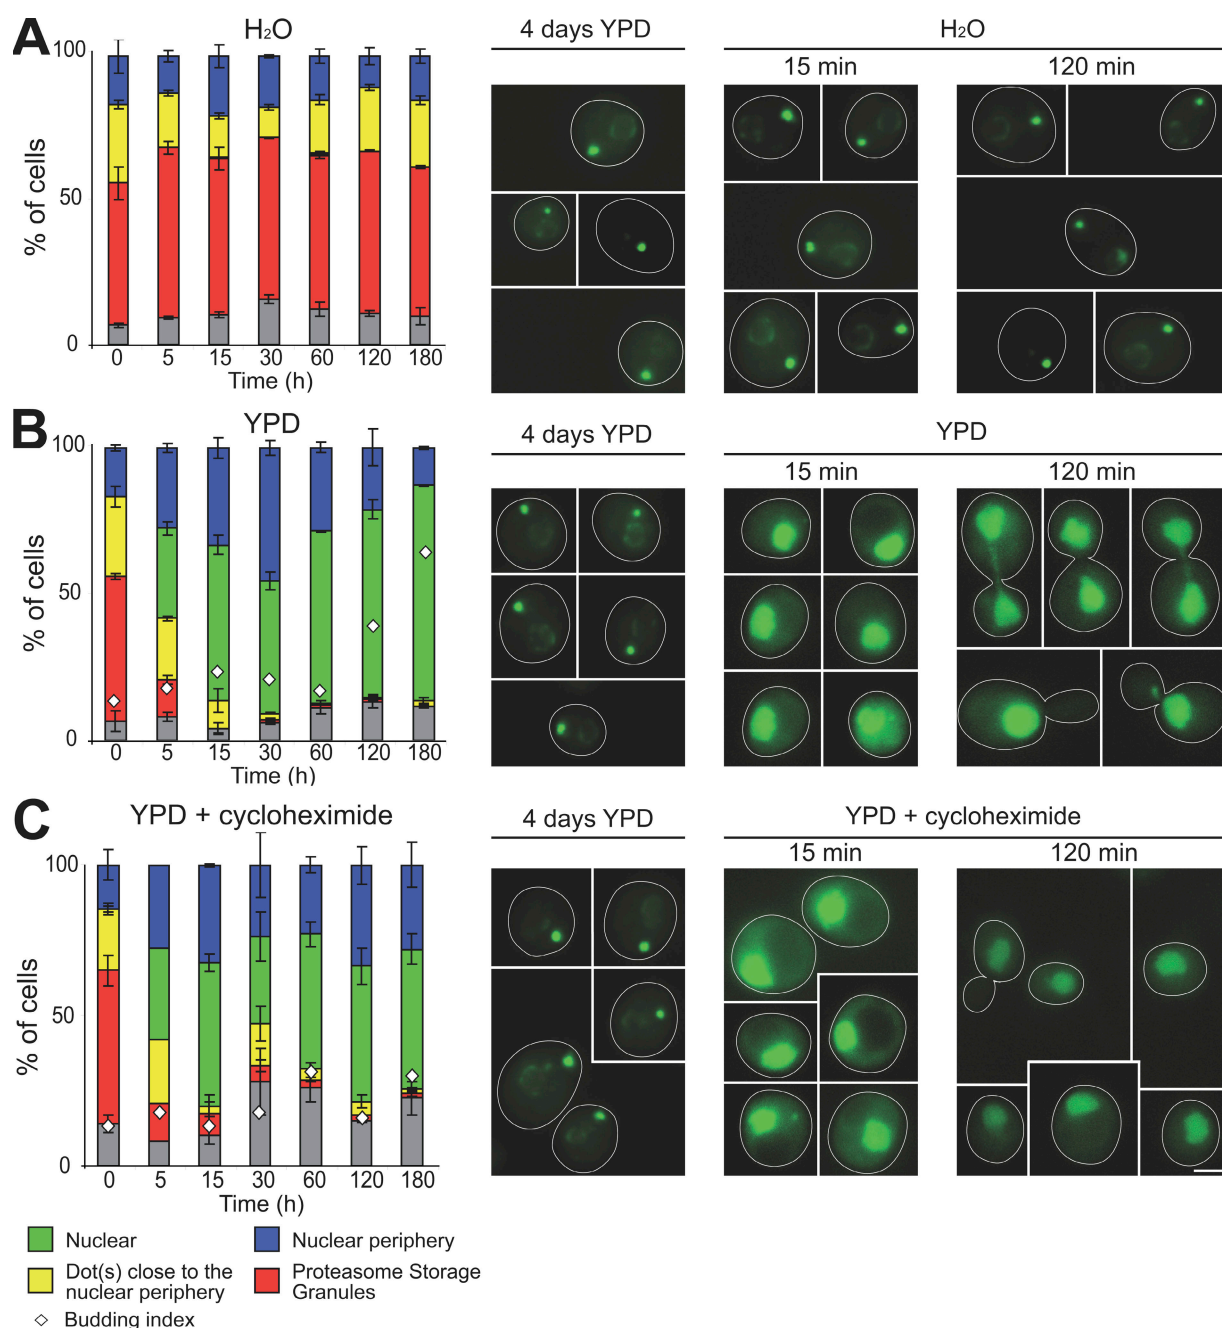 A
H₂O
100
50
0
% of cells
0 5 15 30 60 120 180
Time (h)
4 days YPD
H₂O
15 min
120 min
B
YPD
100
50
0
% of cells
0 5 15 30 60 120 180
Time (h)
4 days YPD
YPD
15 min
120 min
C
YPD + cycloheximide
100
50
0
% of cells
0 5 15 30 60 120 180
Time (h)
4 days YPD
YPD + cycloheximide
15 min
120 min
Nuclear
Nuclear periphery
Dot(s) close to the
nuclear periphery
Proteasome Storage
Granules
Budding index